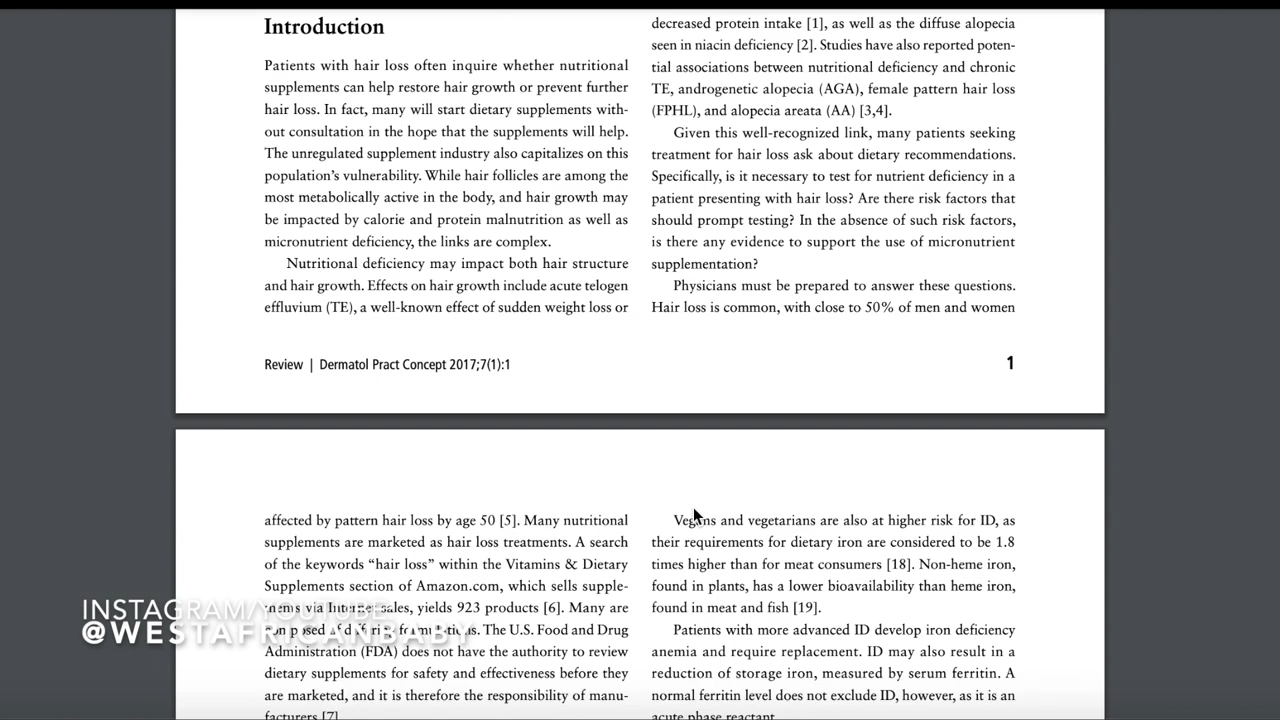 Introduction
Patients with hair loss often inquire whether nutritional
supplements can help restore hair growth or prevent further
hair loss. In fact, many will start dietary supplements with-
out consultation in the hope that the supplements will help.
The unregulated supplement industry also capitalizes on this
population's vulnerability. While hair follicles are among the
most metabolically active in the body, and hair growth may
be impacted by calorie and protein malnutrition as well as
micronutrient deficiency, the links are complex.
Nutritional deficiency may impact both hair structure
and hair growth. Effects on hair growth include acute telogen
effluvium (TE), a well-known effect of sudden weight loss or
decreased protein intake [1], as well as the diffuse alopecia
seen in niacin deficiency [2]. Studies have also reported poten-
tial associations between nutritional deficiency and chronic
TE, androgenetic alopecia (AGA), female pattern hair loss
(FPHL), and alopecia areata (AA) [3,4].
Given this well-recognized link, many patients seeking
treatment for hair loss ask about dietary recommendations.
Specifically, is it necessary to test for nutrient deficiency in a
patient presenting with hair loss? Are there risk factors that
should prompt testing? In the absence of such risk factors,
is there any evidence to support the use of micronutrient
supplementation?
Physicians must be prepared to answer these questions.
Hair loss is common, with close to 50% of men and women
Review | Dermatol Pract Concept 2017;7(1):1
1
affected by pattern hair loss by age 50 [5]. Many nutritional
supplements are marketed as hair loss treatments. A search
of the keywords “hair loss” within the Vitamins & Dietary
Supplements section of Amazon.com, which sells supple-
ments via Internet sales, yields 923 products [6]. Many are
composed of differing formulations. The U.S. Food and Drug
Administration (FDA) does not have the authority to review
dietary supplements for safety and effectiveness before they
are marketed, and it is therefore the responsibility of manu-
facturers [7].
Vegans and vegetarians are also at higher risk for ID, as
their requirements for dietary iron are considered to be 1.8
times higher than for meat consumers [18]. Non-heme iron,
found in plants, has a lower bioavailability than heme iron,
found in meat and fish [19].
Patients with more advanced ID develop iron deficiency
anemia and require replacement. ID may also result in a
reduction of storage iron, measured by serum ferritin. A
normal ferritin level does not exclude ID, however, as it is an
acute phase reactant
INSTAGRAM/YOUTUBE
@WESTAFRICANBABY